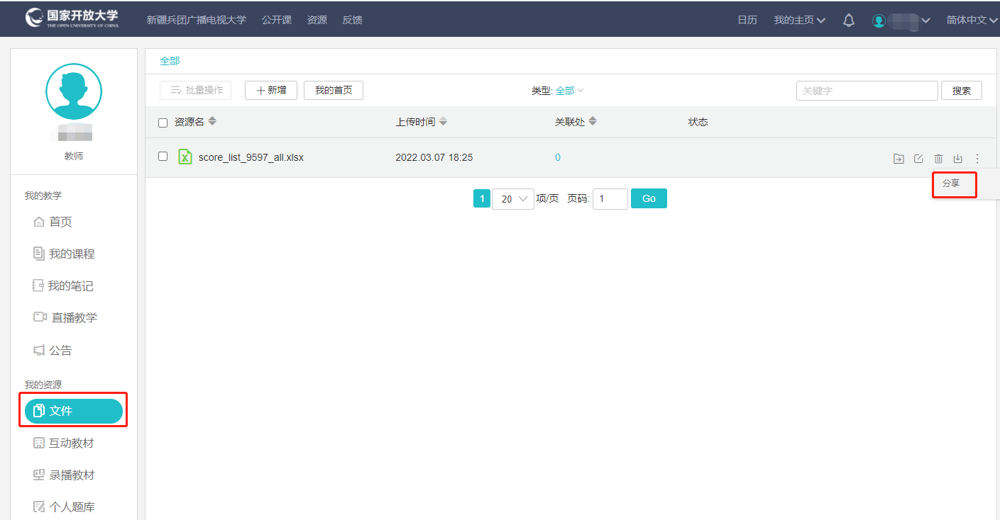 国家开放大学
THE OPEN UNIVERSITY OF CHINA
新疆兵团广播电视大学 公开课 资源 反馈
日历 我的主页 简体中文
教师
我的教学
首页
我的课程
我的笔记
直播教学
公告
我的资源
文件
互动教材
录播教材
个人题库
全部
批量操作 新增 我的首页 类型: 全部 关键字 搜索
资源名 上传时间 关联处 状态
score_list_9597_all.xlsx 2022.03.07 18:25 0
分享
1 20 项/页 页码: 1 Go